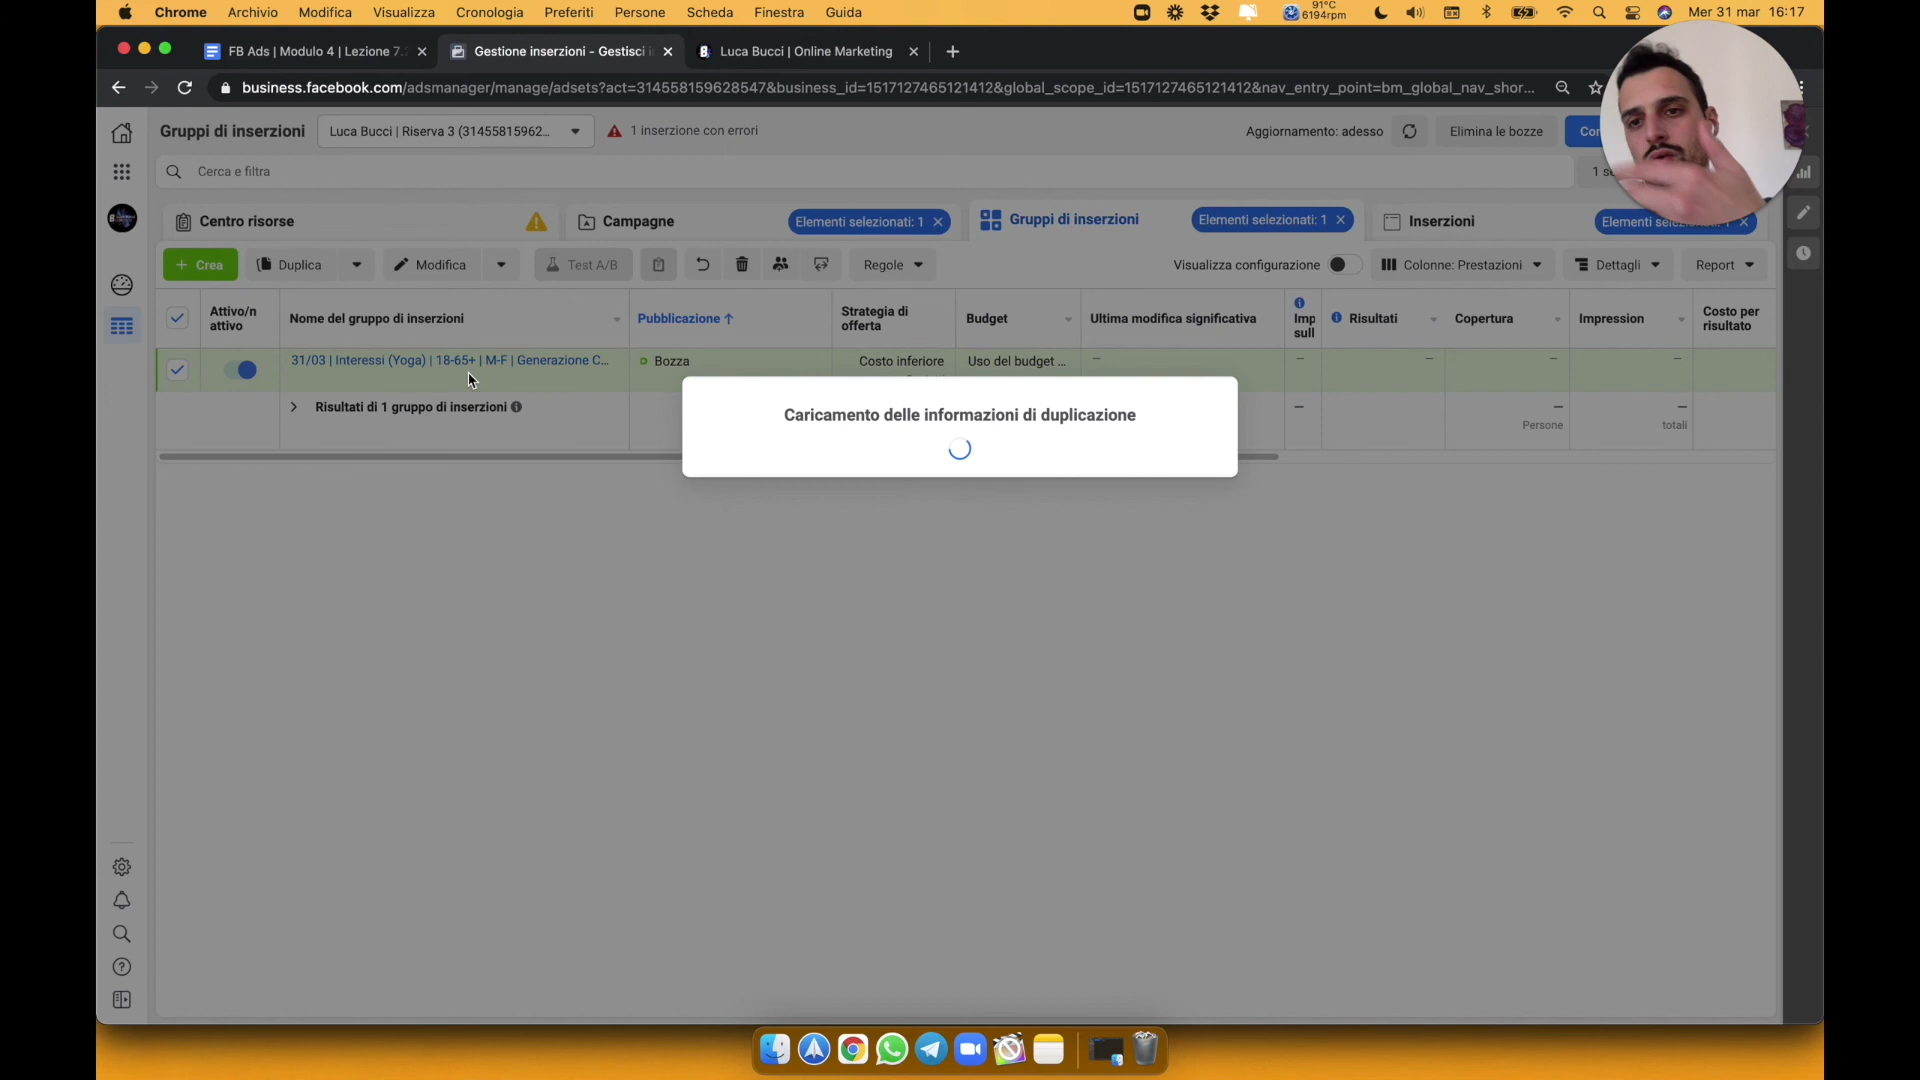 Chrome Archivio Modifica Visualizza Cronologia Preferiti Persone Scheda Finestra Guida 91°C 6194rpm Mer 31 mar 16:17
FB Ads | Modulo 4 | Lezione 7. Gestione inserzioni - Gestisci Luca Bucci | Online Marketing
business.facebook.com/adsmanager/manage/adsets?act=314558159628547&business_id=1517127465121412&global_scope_id=1517127465121412&nav_entry_point=bm_global_nav_shor...
Gruppi di inserzioni Luca Bucci | Riserva 3 (31455815962... 1 inserzione con errori Aggiornamento: adesso Elimina le bozze
Cerca e filtra
Centro risorse Campagne Elementi selezionati: 1 Gruppi di inserzioni Elementi selezionati: 1 Inserzioni
+ Crea Duplica Modifica Test A/B Regole Visualizza configurazione Colonne: Prestazioni Dettagli Report
Attivo/n attivo Nome del gruppo di inserzioni Pubblicazione ↑ Strategia di offerta Budget Ultima modifica significativa Imp sull Risultati Copertura Impression Costo per risultato
31/03 | Interessi (Yoga) | 18-65+ | M-F | Generazione C... Bozza Costo inferiore Uso del budget ... — — — — —
Risultati di 1 gruppo di inserzioni — — —
Persone totali
Caricamento delle informazioni di duplicazione